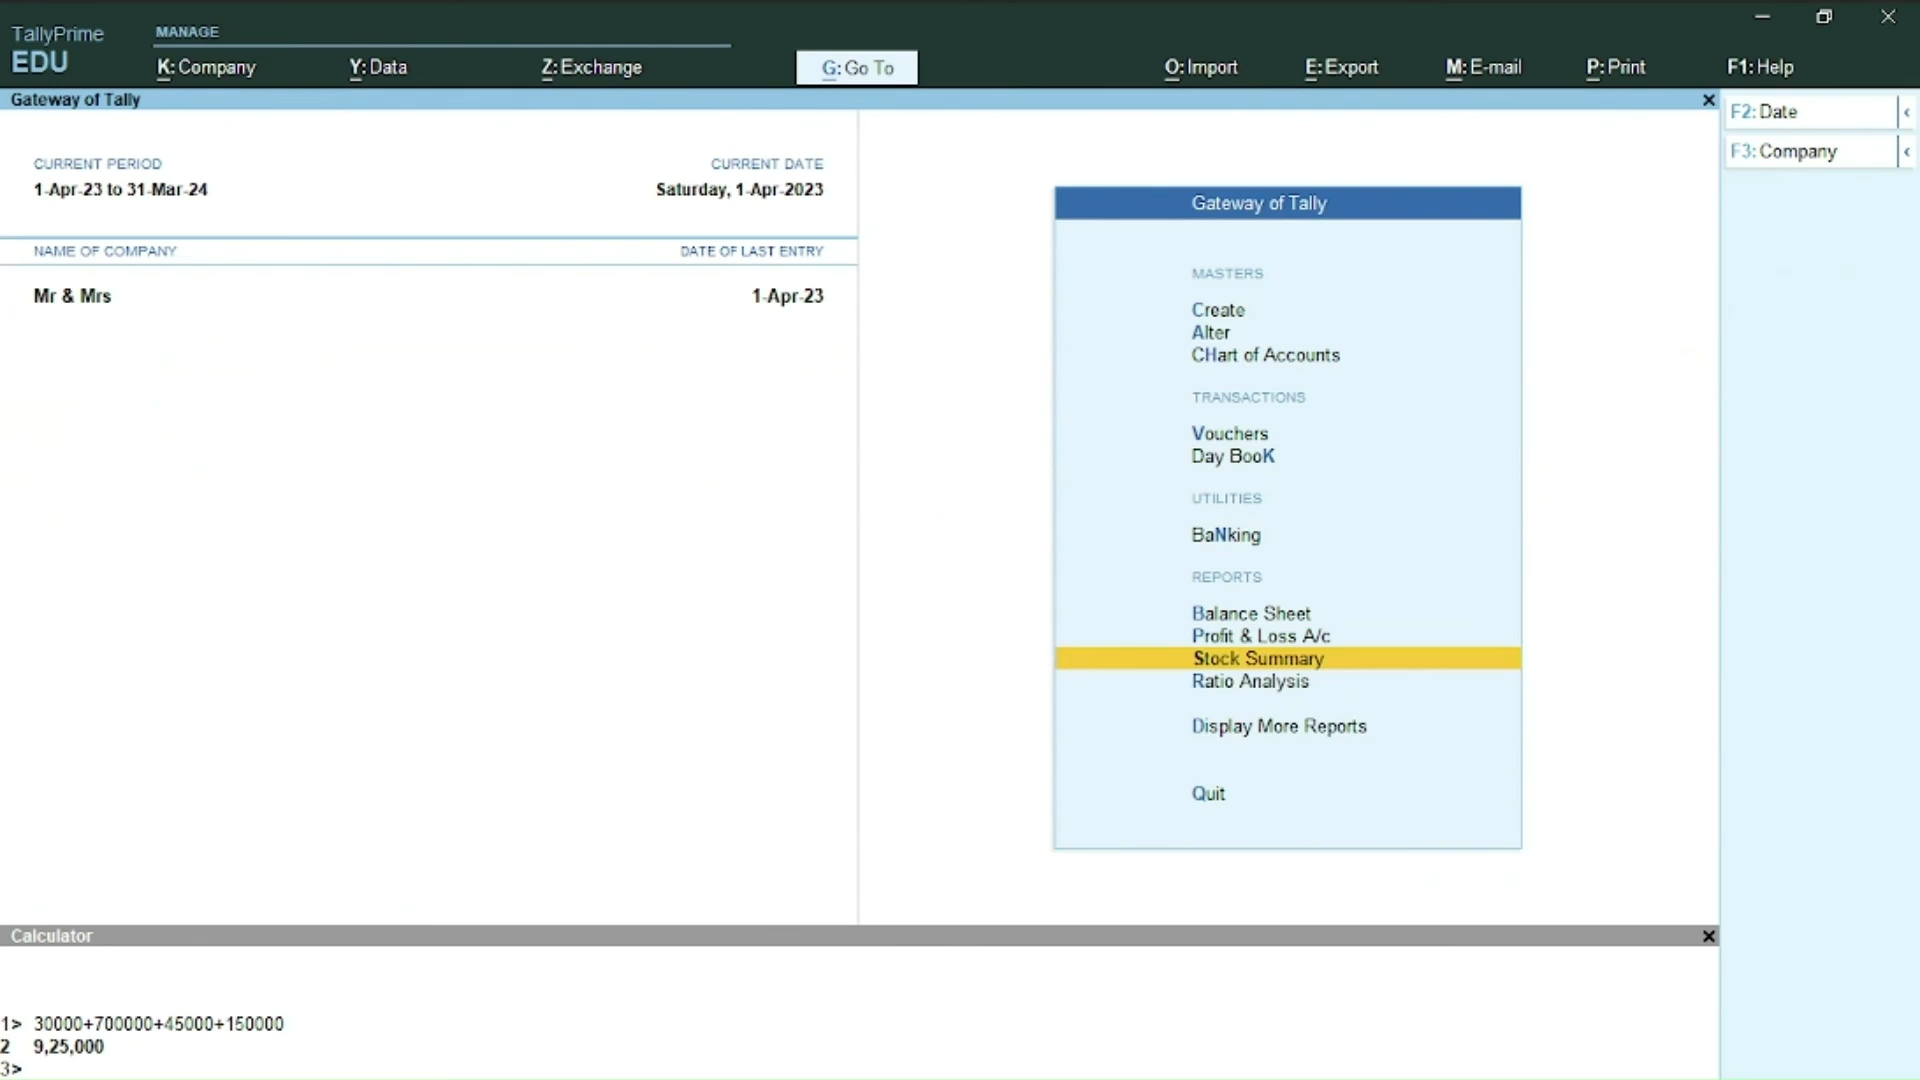 TallyPrime
EDU
MANAGE
K: Company
Y: Data
Z: Exchange
G: Go To
O: Import
E: Export
M: E-mail
P: Print
F1: Help
Gateway of Tally
F2: Date
F3: Company
CURRENT PERIOD
CURRENT DATE
1-Apr-23 to 31-Mar-24
Saturday, 1-Apr-2023
NAME OF COMPANY
DATE OF LAST ENTRY
Mr & Mrs
1-Apr-23
Gateway of Tally
MASTERS
Create
Alter
CHart of Accounts
TRANSACTIONS
Vouchers
Day BooK
UTILITIES
BaNking
REPORTS
Balance Sheet
Profit & Loss A/c
Stock Summary
Ratio Analysis
Display More Reports
Quit
Calculator
1> 30000+700000+45000+150000
2 9,25,000
3>